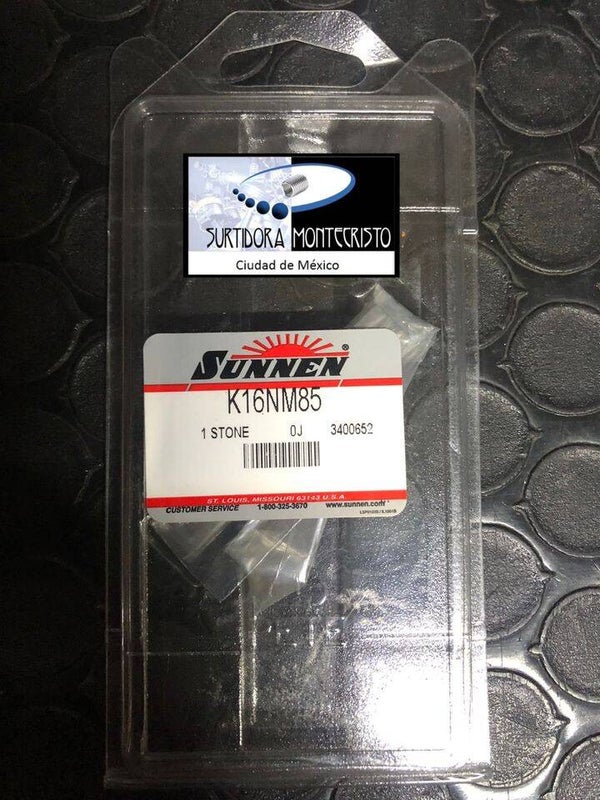 SURTIDORA MONTECRISTO
Ciudad de México
SUNNEN®
K16NM85
1 STONE 0J 3400652
ST. LOUIS, MISSOURI 63143 U.S.A.
CUSTOMER SERVICE 1-800-325-3670 www.sunnen.com